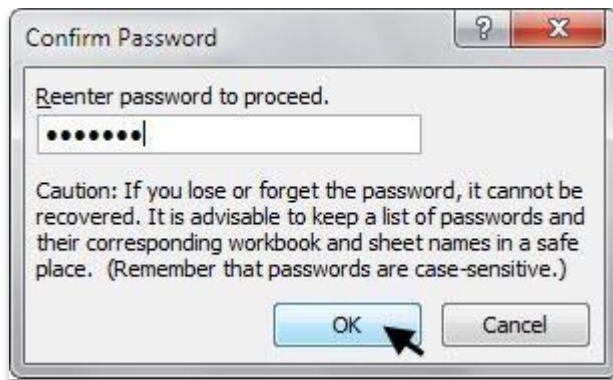 Confirm Password
Reenter password to proceed.
•••••••
Caution: If you lose or forget the password, it cannot be
recovered. It is advisable to keep a list of passwords and
their corresponding workbook and sheet names in a safe
place.  (Remember that passwords are case-sensitive.)
OK
Cancel